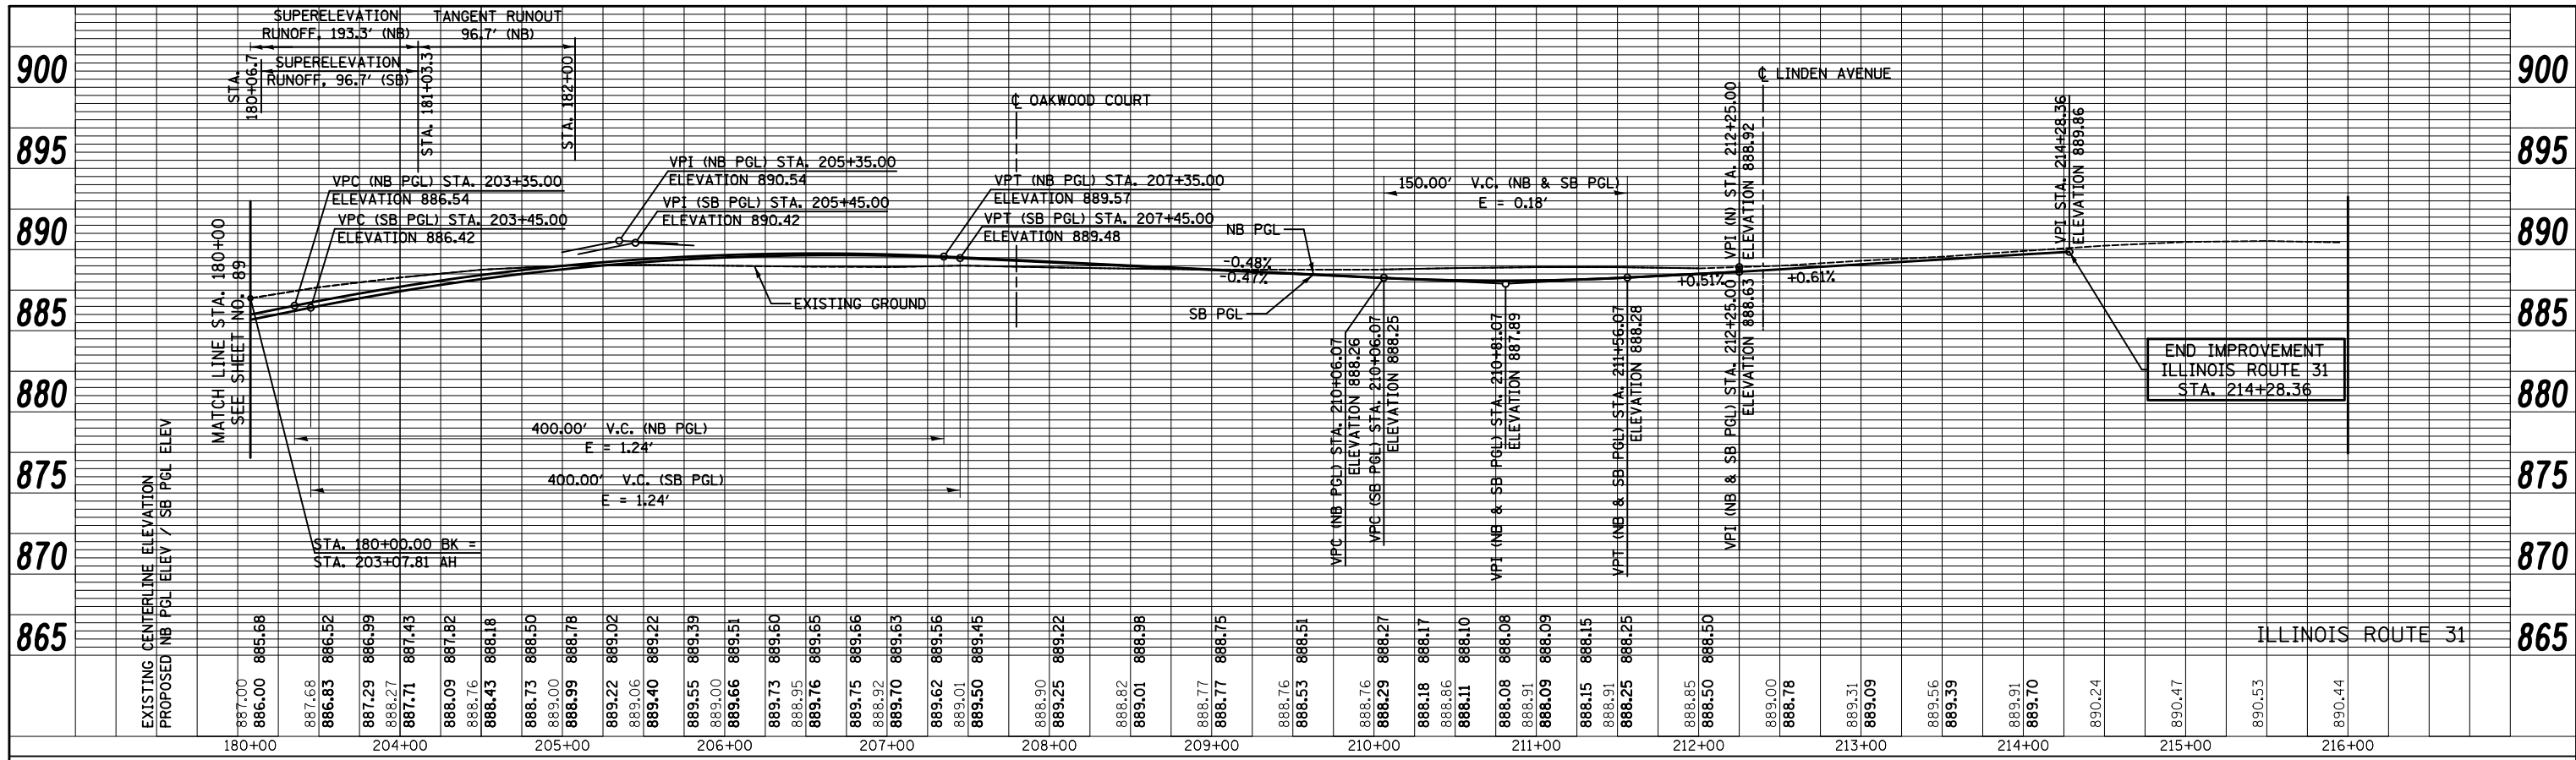 SUPERELEVATION
RUNOFF, 193.3' (NB)
TANGENT RUNOUT
96.7' (NB)
SUPERELEVATION
RUNOFF, 96.7' (SB)
STA.
180+06.7
STA. 181+03.3
STA. 182+00
900
895
890
885
880
875
870
865
900
895
890
885
880
875
870
865
MATCH LINE STA. 180+00
SEE SHEET NO. 89
VPC (NB PGL) STA. 203+35.00
ELEVATION 886.54
VPC (SB PGL) STA. 203+45.00
ELEVATION 886.42
VPI (NB PGL) STA. 205+35.00
ELEVATION 890.54
VPI (SB PGL) STA. 205+45.00
ELEVATION 890.42
℄ OAKWOOD COURT
VPT (NB PGL) STA. 207+35.00
ELEVATION 889.57
VPT (SB PGL) STA. 207+45.00
ELEVATION 889.48
EXISTING GROUND
NB PGL
-0.48%
-0.47%
SB PGL
150.00' V.C. (NB & SB PGL)
E = 0.18'
℄ LINDEN AVENUE
VPI (N) STA. 212+25.00
ELEVATION 888.92
VPI STA. 214+28.36
ELEVATION 889.86
+0.51%
+0.61%
VPC (NB PGL) STA. 210+06.07
ELEVATION 888.26
VPC (SB PGL) STA. 210+06.07
ELEVATION 888.25
VPI (NB & SB PGL) STA. 210+81.07
ELEVATION 887.89
VPT (NB & SB PGL) STA. 211+56.07
ELEVATION 888.28
VPI (NB & SB PGL) STA. 212+25.00
ELEVATION 888.63
END IMPROVEMENT
ILLINOIS ROUTE 31
STA. 214+28.36
400.00' V.C. (NB PGL)
E = 1.24'
400.00' V.C. (SB PGL)
E = 1.24'
STA. 180+00.00 BK =
STA. 203+07.81 AH
ILLINOIS ROUTE 31
EXISTING CENTERLINE ELEVATION
PROPOSED NB PGL ELEV / SB PGL ELEV
885.68
886.52
886.99
887.43
887.82
888.18
888.50
888.78
889.02
889.22
889.39
889.51
889.60
889.65
889.66
889.63
889.56
889.45
889.22
888.98
888.75
888.51
888.27
888.17
888.10
888.08
888.09
888.15
888.25
888.50
887.00
886.00
887.68
886.83
887.29
888.27
887.71
888.09
888.76
888.43
888.73
889.00
888.99
889.22
889.06
889.40
889.55
889.00
889.66
889.73
888.95
889.76
889.75
888.92
889.70
889.62
889.01
889.50
888.90
889.25
888.82
889.01
888.77
888.77
888.76
888.53
888.76
888.29
888.18
888.86
888.11
888.08
888.91
888.09
888.15
888.91
888.25
888.85
888.50
889.00
888.78
889.31
889.09
889.56
889.39
889.91
889.70
890.24
890.47
890.53
890.44
180+00
204+00
205+00
206+00
207+00
208+00
209+00
210+00
211+00
212+00
213+00
214+00
215+00
216+00